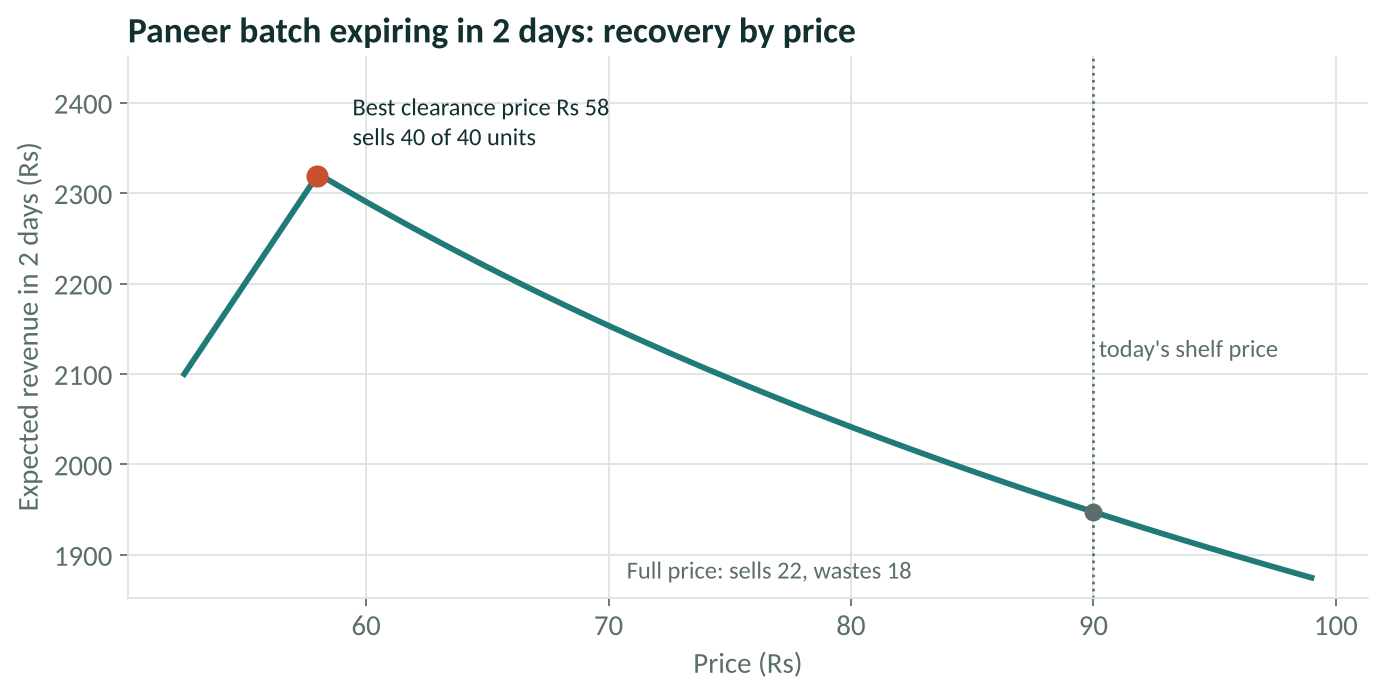 Paneer batch expiring in 2 days: recovery by price
Expected revenue in 2 days (Rs)
2400
2300
2200
2100
2000
1900
Best clearance price Rs 58
sells 40 of 40 units
today's shelf price
Full price: sells 22, wastes 18
60
70
80
90
100
Price (Rs)